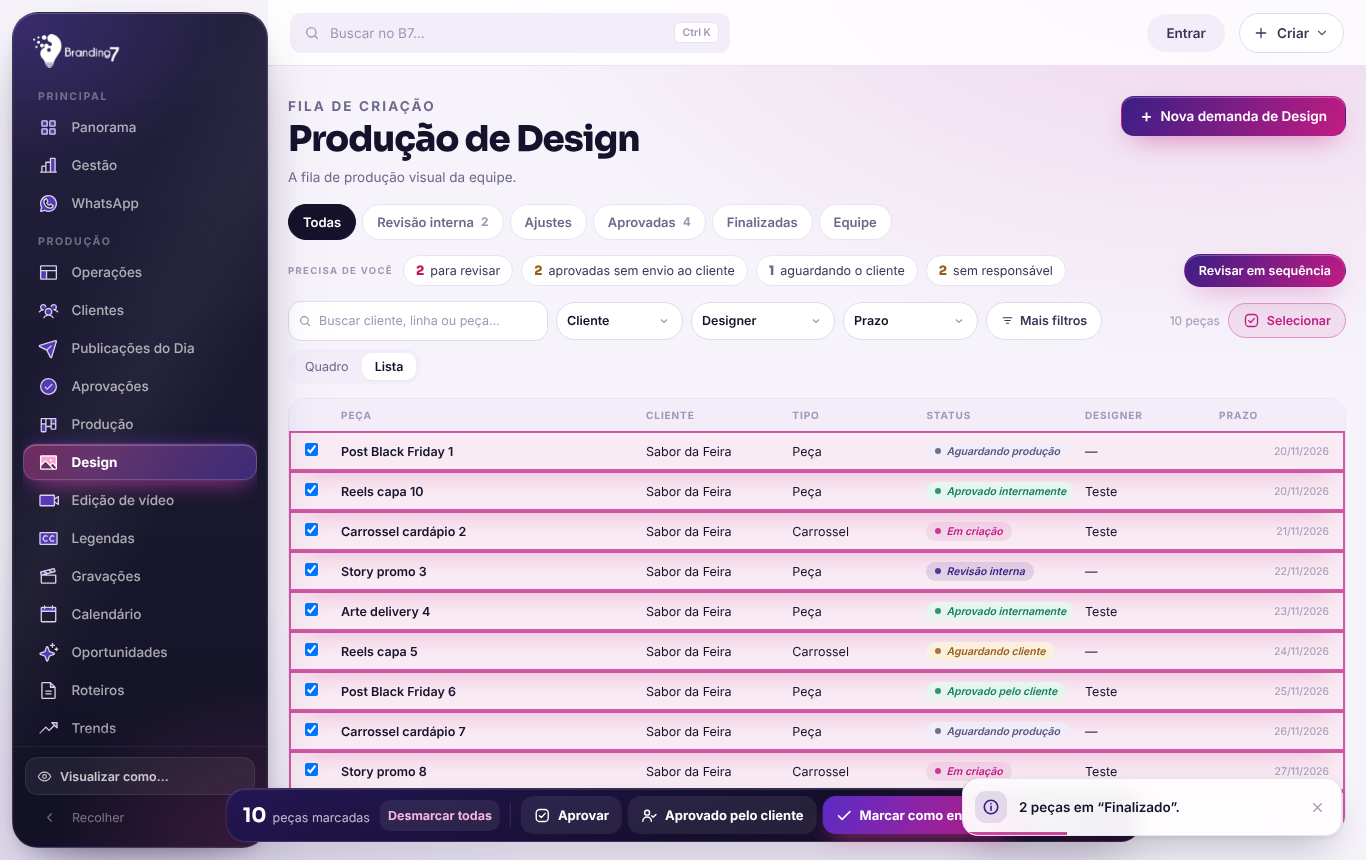 Branding7
PRINCIPAL
Panorama
Gestão
WhatsApp
PRODUÇÃO
Operações
Clientes
Publicações do Dia
Aprovações
Produção
Design
Edição de vídeo
CC Legendas
Gravações
Calendário
Oportunidades
Roteiros
Trends
Visualizar como...
Recolher
Buscar no B7... Ctrl K
Entrar
Criar
FILA DE CRIAÇÃO
Produção de Design
A fila de produção visual da equipe.
+ Nova demanda de Design
Todas Revisão interna 2 Ajustes Aprovadas 4 Finalizadas Equipe
PRECISA DE VOCÊ 2 para revisar 2 aprovadas sem envio ao cliente 1 aguardando o cliente 2 sem responsável Revisar em sequência
Buscar cliente, linha ou peça... Cliente Designer Prazo Mais filtros 10 peças Selecionar
Quadro Lista
PEÇA CLIENTE TIPO STATUS DESIGNER PRAZO
Post Black Friday 1 Sabor da Feira Peça Aguardando produção — 20/11/2026
Reels capa 10 Sabor da Feira Peça Aprovado internamente Teste 20/11/2026
Carrossel cardápio 2 Sabor da Feira Carrossel Em criação Teste 21/11/2026
Story promo 3 Sabor da Feira Peça Revisão interna — 22/11/2026
Arte delivery 4 Sabor da Feira Peça Aprovado internamente Teste 23/11/2026
Reels capa 5 Sabor da Feira Carrossel Aguardando cliente — 24/11/2026
Post Black Friday 6 Sabor da Feira Peça Aprovado pelo cliente Teste 25/11/2026
Carrossel cardápio 7 Sabor da Feira Peça Aguardando produção — 26/11/2026
Story promo 8 Sabor da Feira Carrossel Em criação Teste 27/11/2026
10 peças marcadas Desmarcar todas Aprovar Aprovado pelo cliente Marcar como en
2 peças em “Finalizado”.